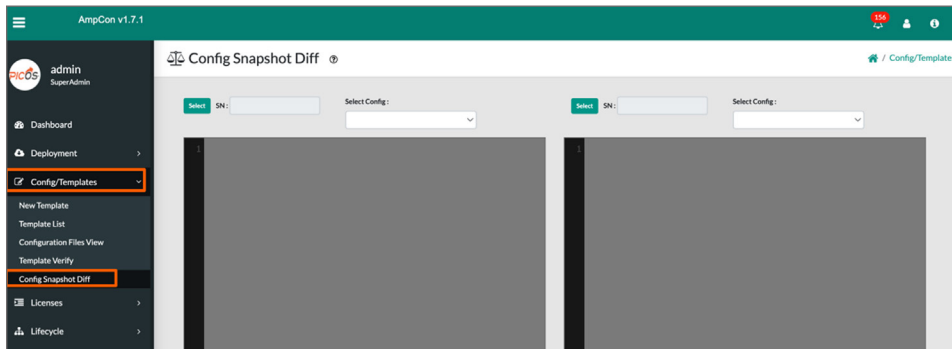 AmpCon v1.7.1
156
PICOS
admin
SuperAdmin
Dashboard
Deployment
Config/Templates
New Template
Template List
Configuration Files View
Template Verify
Config Snapshot Diff
Licenses
Lifecycle
Config Snapshot Diff
/ Config/Template
Select SN :
Select Config :
1
Select SN :
Select Config :
1